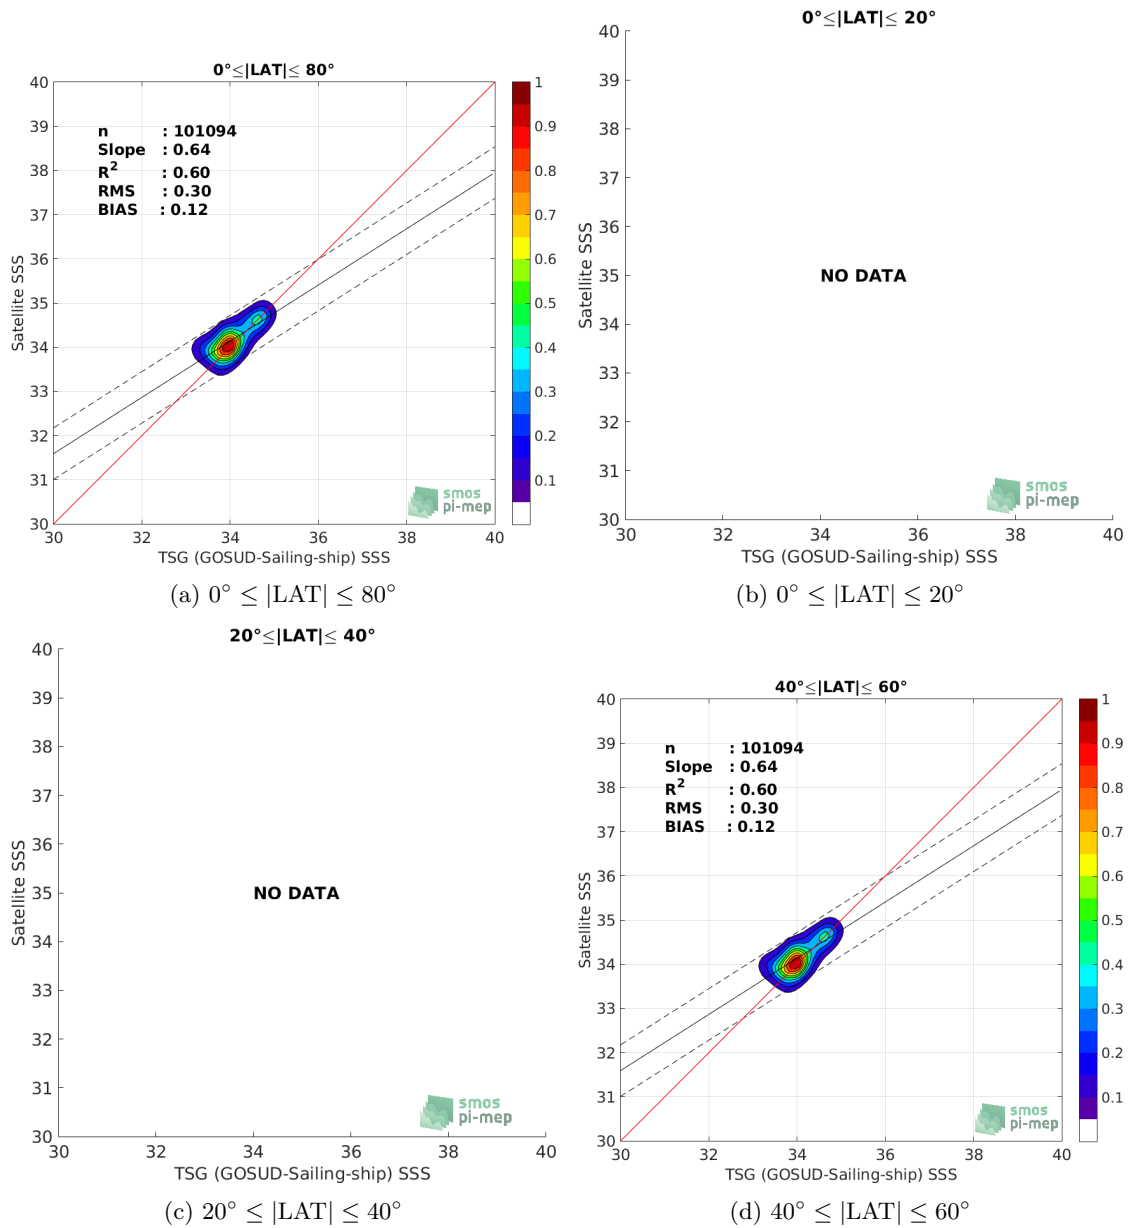 0°≤|LAT|≤ 80°
40
39
38
37
36
35
34
33
32
31
30
Satellite SSS
n : 101094
Slope : 0.64
R² : 0.60
RMS : 0.30
BIAS : 0.12
smos
pi-mep
30 32 34 36 38 40
TSG (GOSUD-Sailing-ship) SSS
1
0.9
0.8
0.7
0.6
0.5
0.4
0.3
0.2
0.1
(a) 0° ≤ |LAT| ≤ 80°
0°≤|LAT|≤ 20°
40
39
38
37
36
35
34
33
32
31
30
Satellite SSS
NO DATA
smos
pi-mep
30 32 34 36 38 40
TSG (GOSUD-Sailing-ship) SSS
(b) 0° ≤ |LAT| ≤ 20°
20°≤|LAT|≤ 40°
40
39
38
37
36
35
34
33
32
31
30
Satellite SSS
NO DATA
smos
pi-mep
30 32 34 36 38 40
TSG (GOSUD-Sailing-ship) SSS
(c) 20° ≤ |LAT| ≤ 40°
40°≤|LAT|≤ 60°
40
39
38
37
36
35
34
33
32
31
30
Satellite SSS
n : 101094
Slope : 0.64
R² : 0.60
RMS : 0.30
BIAS : 0.12
smos
pi-mep
30 32 34 36 38 40
TSG (GOSUD-Sailing-ship) SSS
1
0.9
0.8
0.7
0.6
0.5
0.4
0.3
0.2
0.1
(d) 40° ≤ |LAT| ≤ 60°